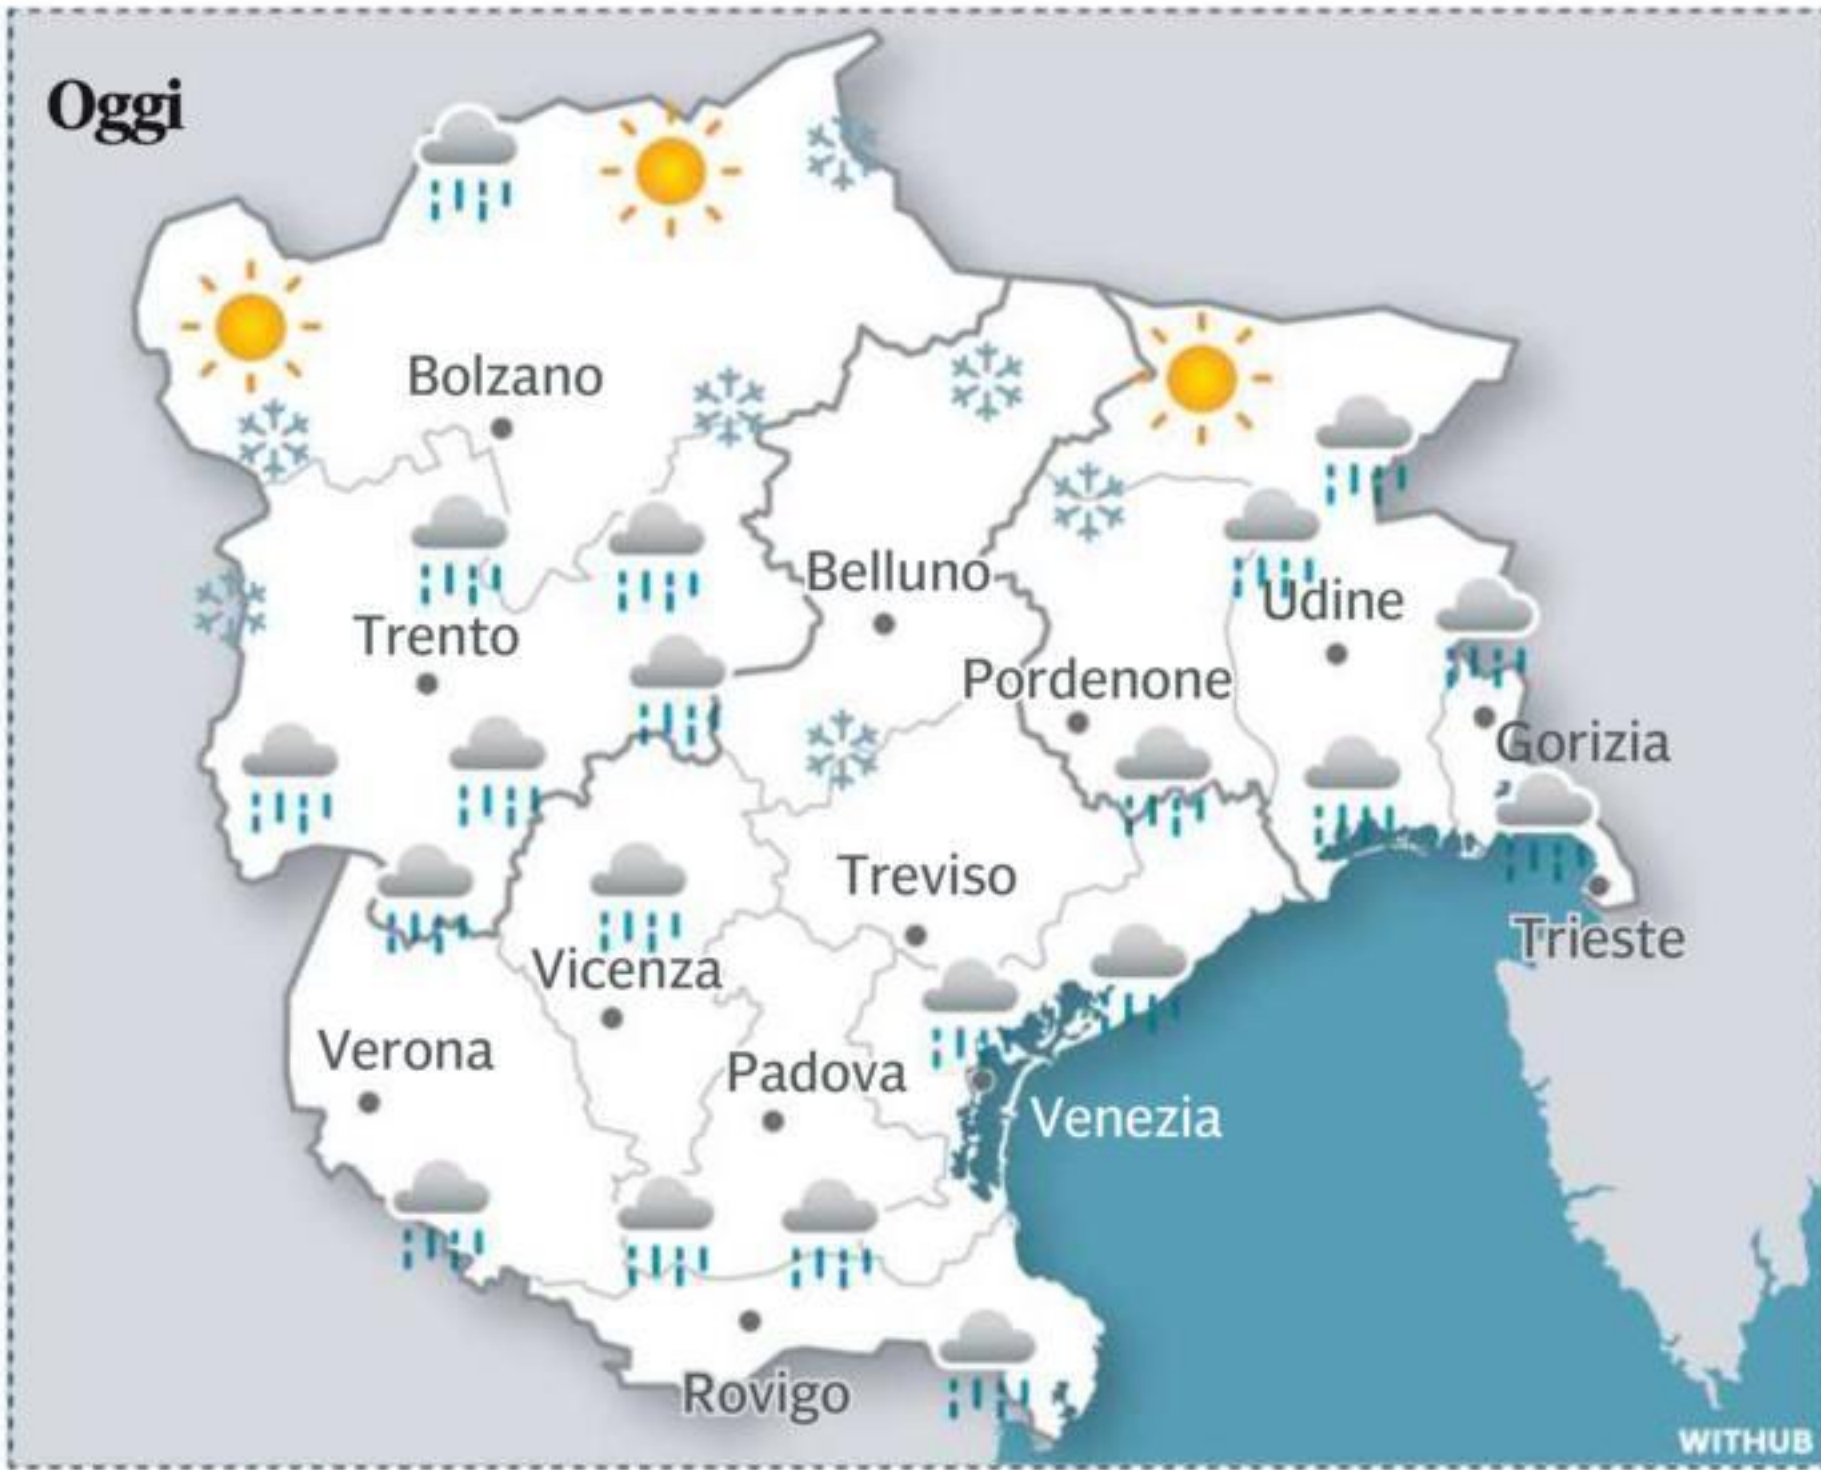 Oggi
Bolzano
Belluno
Udine
Trento
Pordenone
Gorizia
Treviso
Trieste
Vicenza
Verona
Padova
Venezia
Rovigo
WITHUB